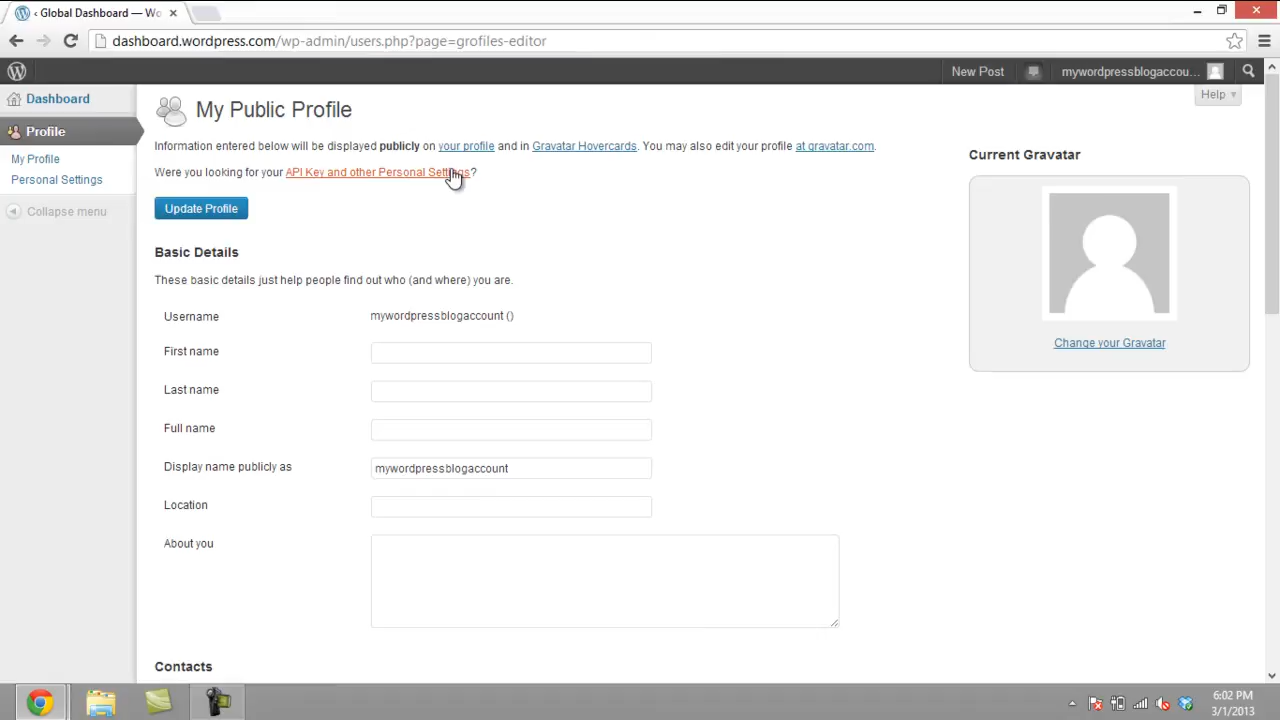 ‹ Global Dashboard — Wo
dashboard.wordpress.com/wp-admin/users.php?page=grofiles-editor
New Post
mywordpressblogaccou...
Dashboard
Profile
My Profile
Personal Settings
Collapse menu
Help
My Public Profile
Information entered below will be displayed publicly on your profile and in Gravatar Hovercards. You may also edit your profile at gravatar.com.
Were you looking for your API Key and other Personal Settings?
Update Profile
Basic Details
These basic details just help people find out who (and where) you are.
Username
mywordpressblogaccount ()
First name
Last name
Full name
Display name publicly as
mywordpressblogaccount
Location
About you
Contacts
Current Gravatar
Change your Gravatar
6:02 PM
3/1/2013